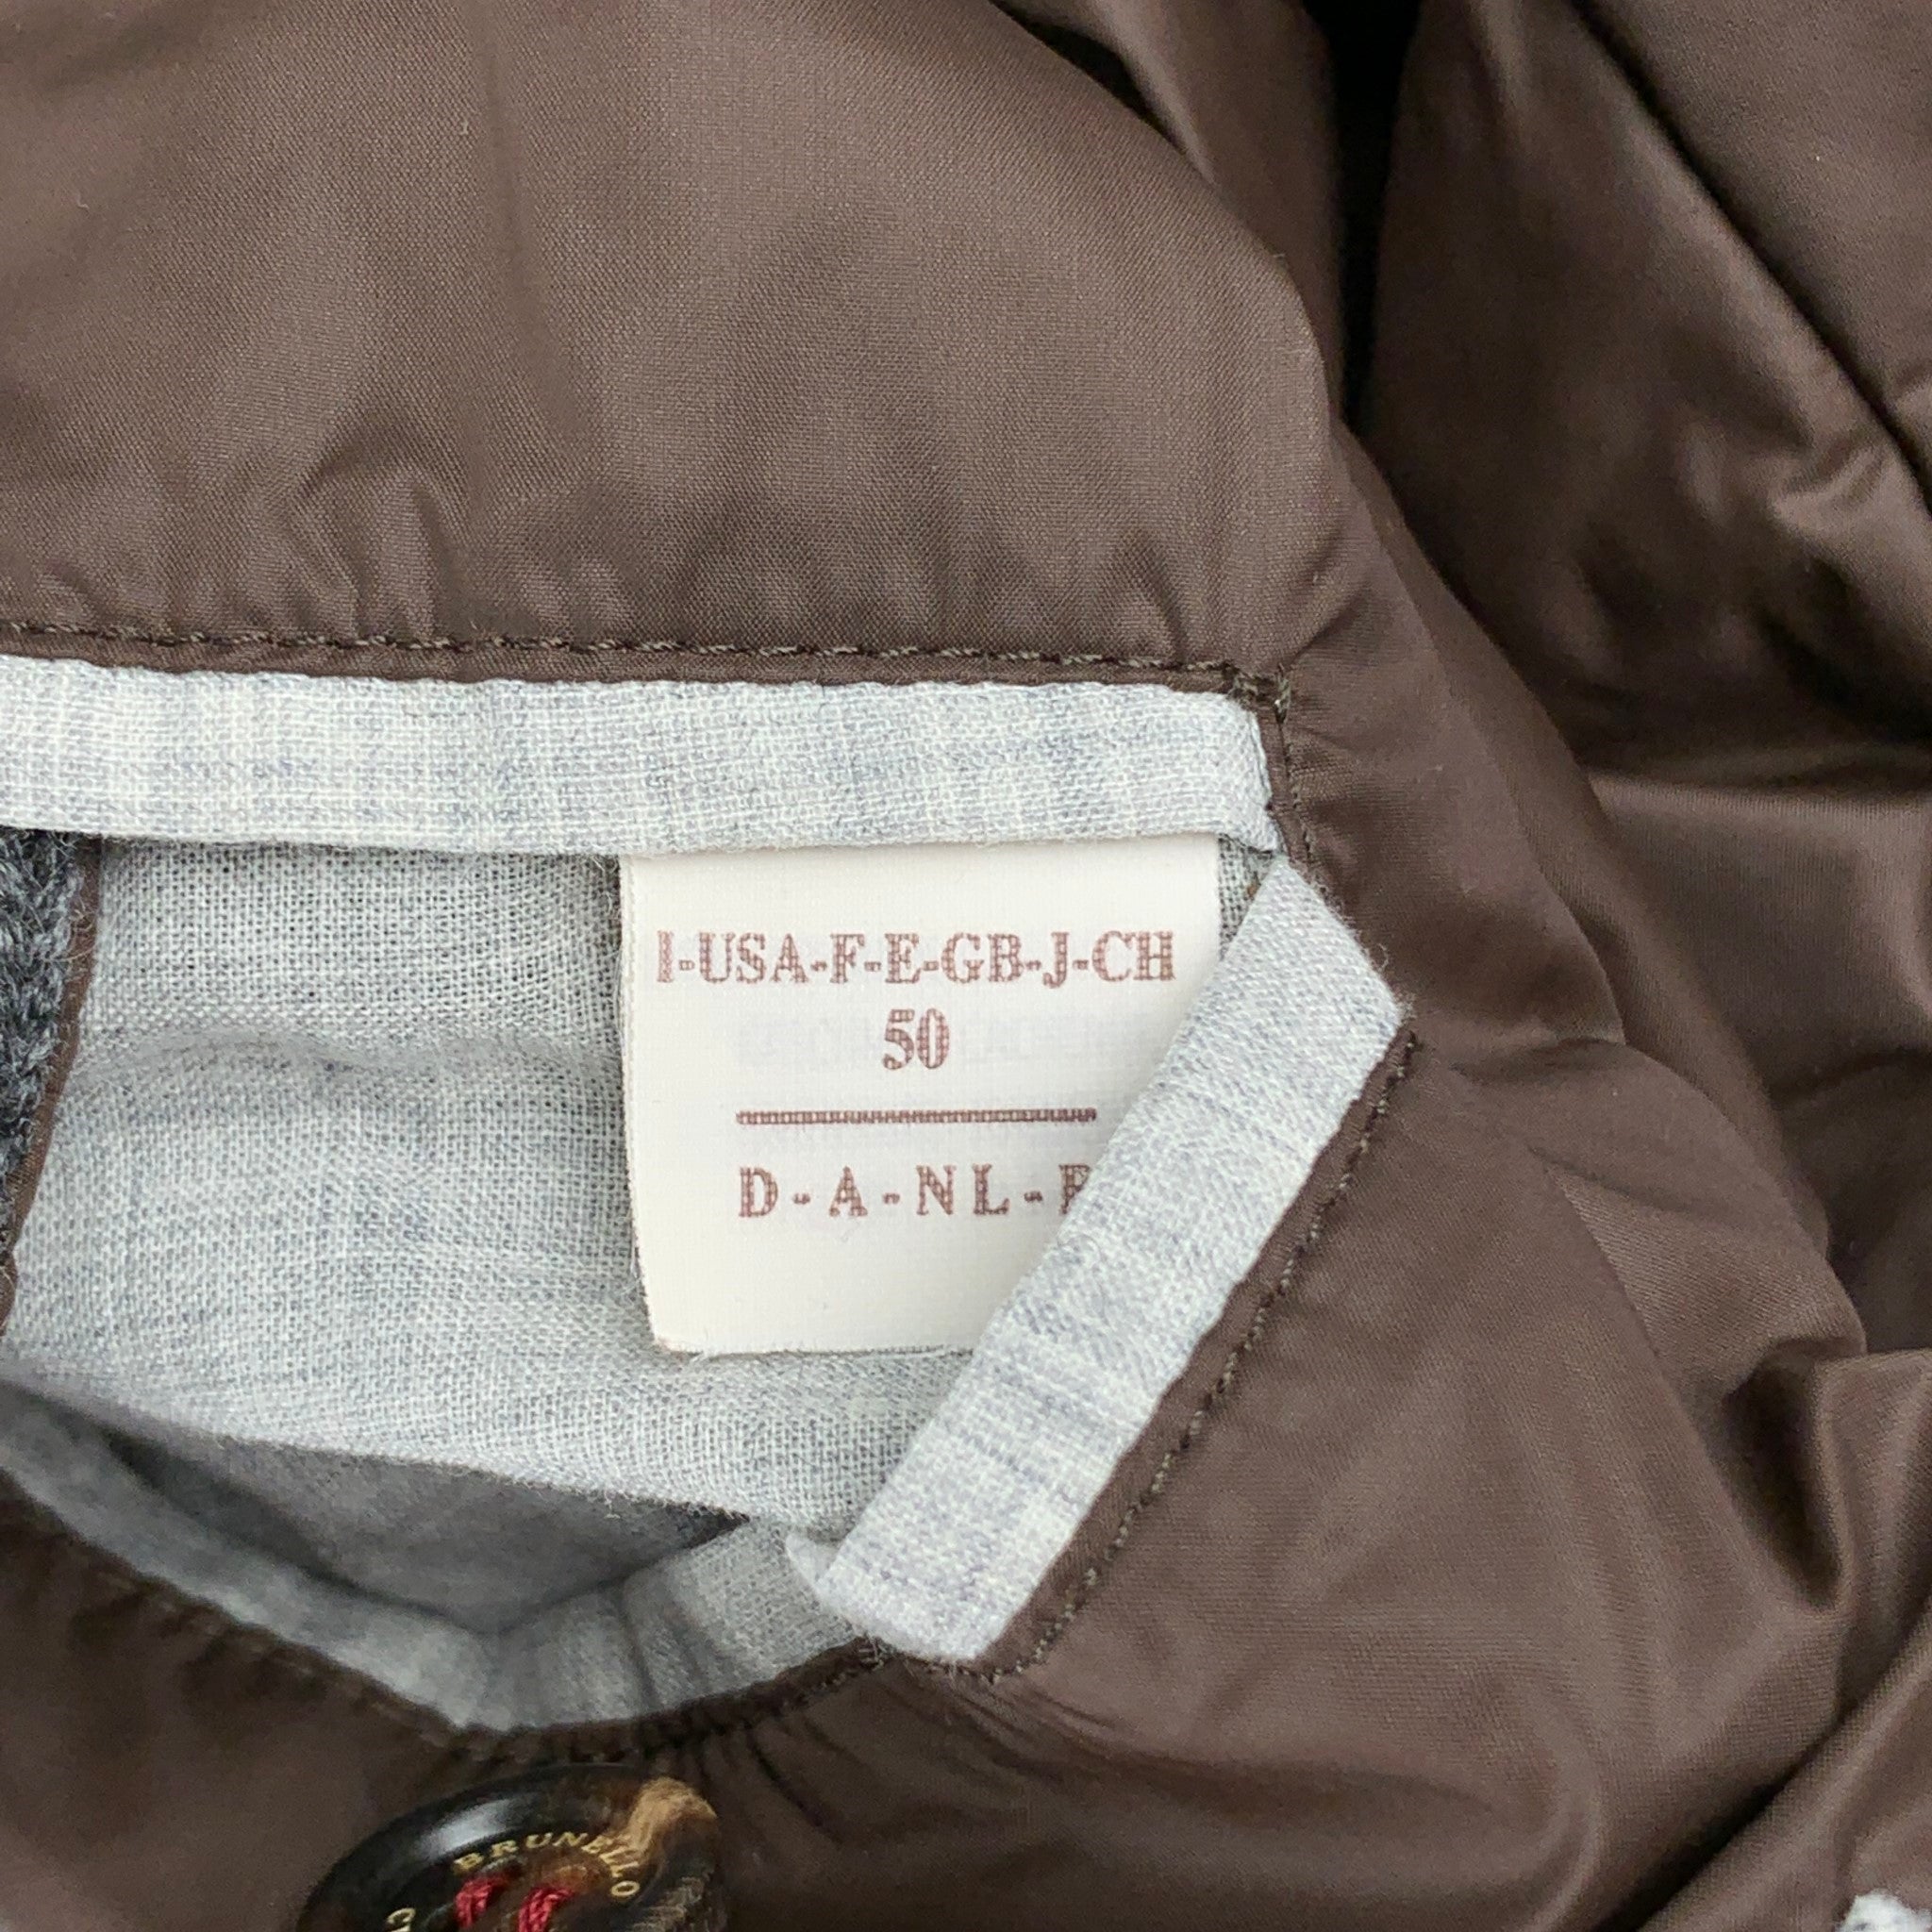 I-USA-F-E-GB-J-CH
50
D-A-NL-
BRUNELLO